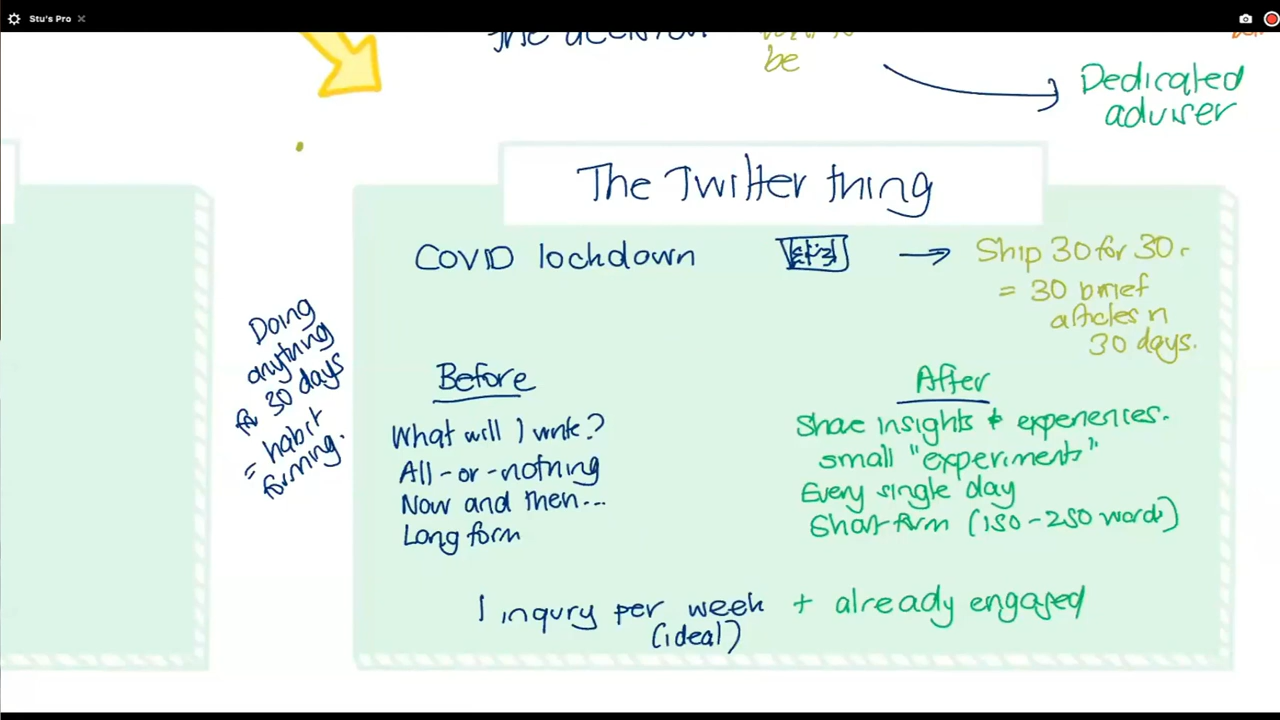 Stu's Pro
the decision
be
Dedicated
adviser
The Twitter thing
COVID lockdown
Ship 30 for 30.
= 30 brief
articles in
30 days.
Doing
anything
for 30 days
= habit
forming.
Before
What will I write?
All-or-nothing
Now and then...
Long form
After
Share insights + experiences.
small "experiments"
Every single day
Short form (150-250 words)
1 inqury per week + already engaged
(ideal)